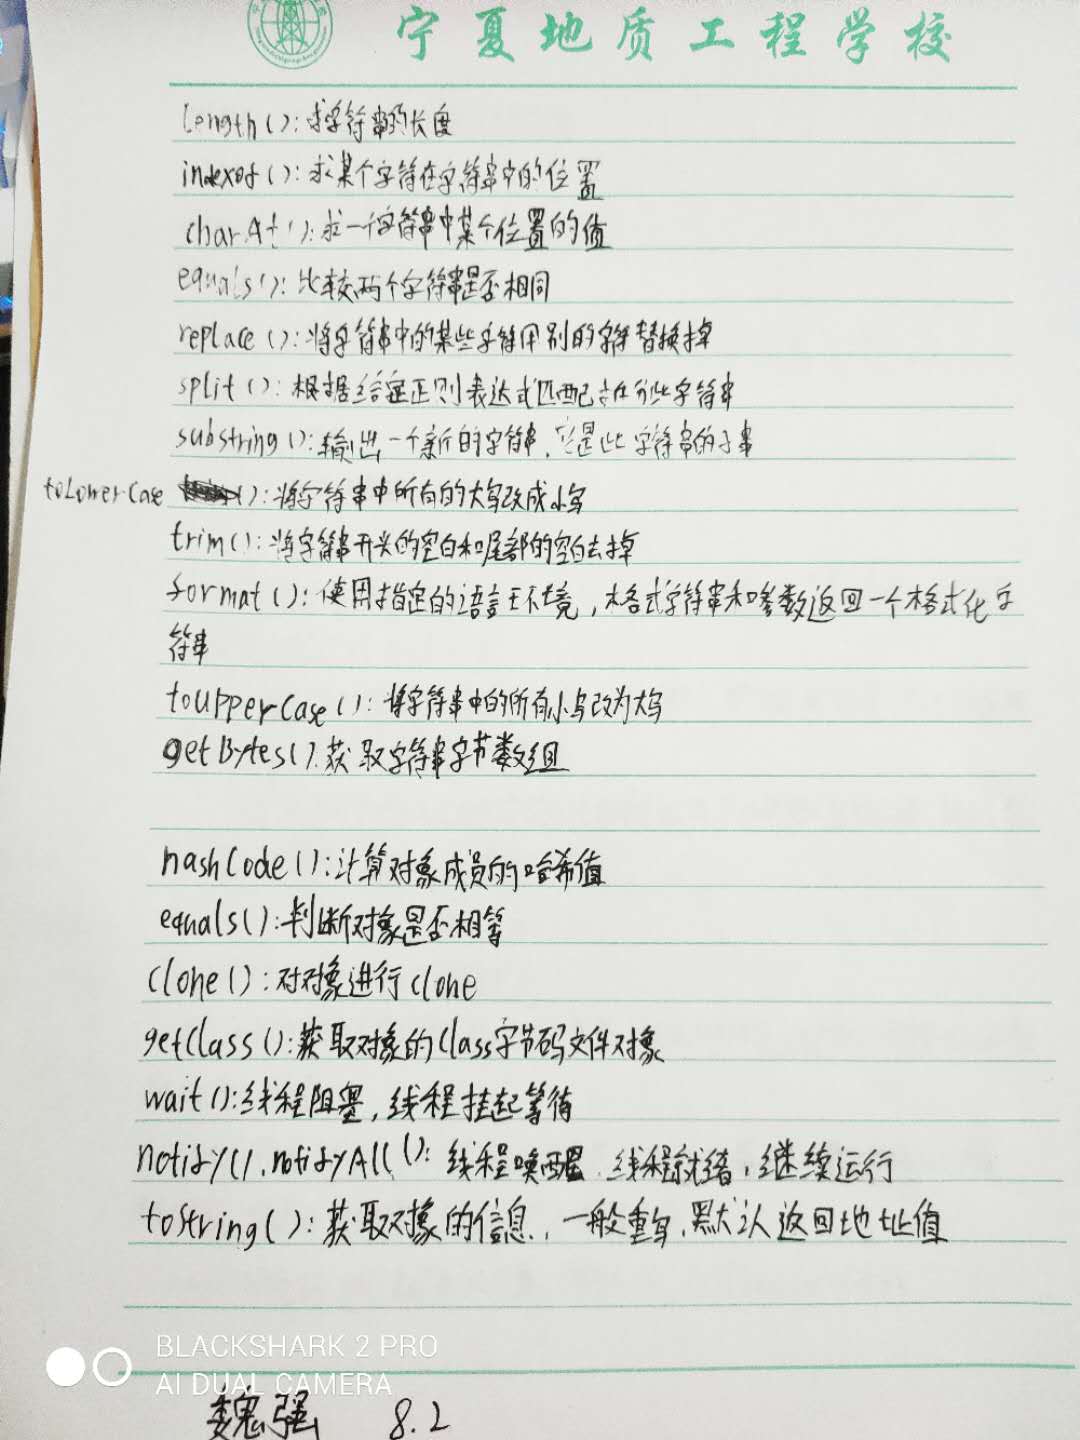 宁夏地质工程学校
length():求字符串的长度
indexof():求某个字符在字符串中的位置
charAt():求一个字符串中某个位置的值
equals():比较两个字符串是否相同
replace():将字符串中的某些字符用别的字符替换掉
split():根据给定正则表达式匹配拆分此字符串
substring():输出一个新的字符串,它是此字符串的子串
toLowerCase ():将字符串中所有的大写改成小写
trim():将字符串开头的空白和尾部的空白去掉
format():使用指定的语言环境,格式字符串和参数返回一个格式化字
符串
toUpperCase():将字符串中的所有小写改为大写
getBytes().获取字符串字节数组
hashCode():计算对象成员的哈希值
equals():判断对象是否相等
clone():对对象进行clone
getClass():获取对象的Class字节码文件对象
wait():线程阻塞,线程挂起等待
notify(),notifyAll():线程唤醒,线程就绪,继续运行
toString():获取对象的信息,一般重写,默认返回地址值
BLACKSHARK 2 PRO
AI DUAL CAMERA
魏强 8.2